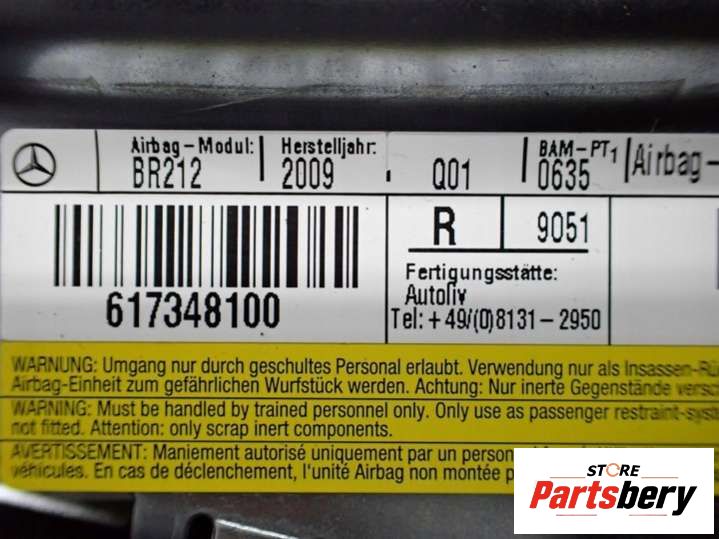 Airbag-Modul: Herstelljahr: BAM-PT1 Airbag-
BR212 2009 . Q01 0635
R 9051
617348100
Fertigungsstätte:
Autoliv
Tel: +49/(0)8131-2950
WARNUNG: Umgang nur durch geschultes Personal erlaubt. Verwendung nur als Insassen-Rü
Airbag-Einheit zum gefährlichen Wurfstück werden. Achtung: Nur inerte Gegenstände versc
WARNING: Must be handled by trained personnel only. Only use as passenger restraint-syst
not fitted. Attention: only scrap inert components.
AVERTISSEMENT: Maniement autorisé uniquement par un personnel
véhicules. En cas de déclenchement, l'unité Airbag non montée p
STORE
Partsbery